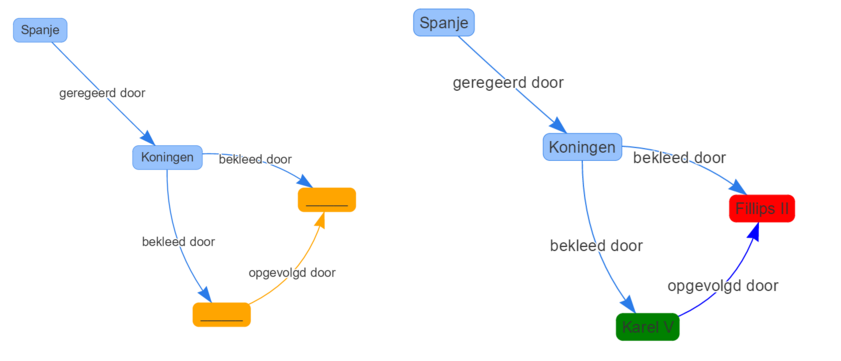 Spanje
geregeerd door
Koningen
bekleed door
______
bekleed door
opgevolgd door
______
Spanje
geregeerd door
Koningen
bekleed door
Fillips II
bekleed door
opgevolgd door
Karel V